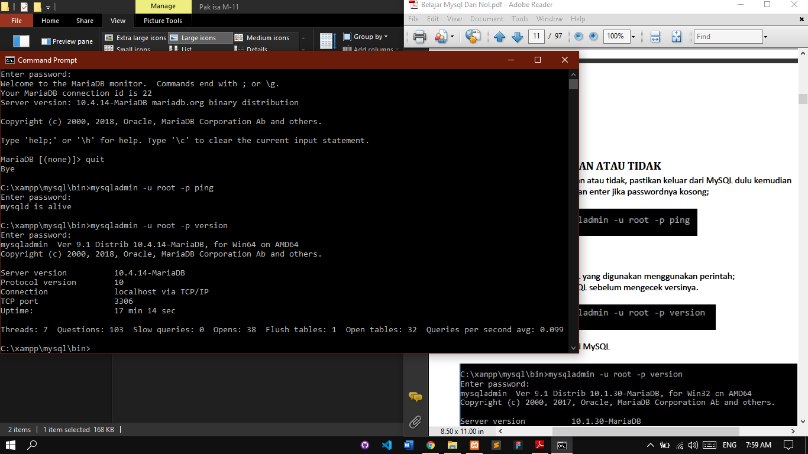 Manage
Pak isa M-11
File
Home
Share
View
Picture Tools
Preview pane
Extra large icons
Large icons
Medium icons
Small icons
List
Details
Group by
Add columns
Belajar Mysql Dan Nol.pdf - Adobe Reader
File Edit View Document Tools Window Help
11 / 97
100%
Find
Command Prompt
Enter password:
Welcome to the MariaDB monitor.  Commands end with ; or \g.
Your MariaDB connection id is 22
Server version: 10.4.14-MariaDB mariadb.org binary distribution
Copyright (c) 2000, 2018, Oracle, MariaDB Corporation Ab and others.
Type 'help;' or '\h' for help. Type '\c' to clear the current input statement.
MariaDB [(none)]> quit
Bye
C:\xampp\mysql\bin>mysqladmin -u root -p ping
Enter password:
mysqld is alive
C:\xampp\mysql\bin>mysqladmin -u root -p version
Enter password:
mysqladmin  Ver 9.1 Distrib 10.4.14-MariaDB, for Win64 on AMD64
Copyright (c) 2000, 2018, Oracle, MariaDB Corporation Ab and others.
Server version          10.4.14-MariaDB
Protocol version        10
Connection              localhost via TCP/IP
TCP port                3306
Uptime:                 17 min 14 sec
Threads: 7  Questions: 103  Slow queries: 0  Opens: 38  Flush tables: 1  Open tables: 32  Queries per second avg: 0.099
C:\xampp\mysql\bin>
AN ATAU TIDAK
an atau tidak, pastikan keluar dari MySQL dulu kemudian
an enter jika passwordnya kosong;
admin -u root -p ping
yang digunakan menggunakan perintah;
QL sebelum mengecek versinya.
admin -u root -p version
MySQL
C:\xampp\mysql\bin>mysqladmin -u root -p version
Enter password:
mysqladmin  Ver 9.1 Distrib 10.1.30-MariaDB, for Win32 on AMD64
Copyright (c) 2000, 2017, Oracle, MariaDB Corporation Ab and others.
Server version          10.1.30-MariaDB
8.50 x 11.00 in
2 items
1 item selected 168 KB
ENG
7:59 AM